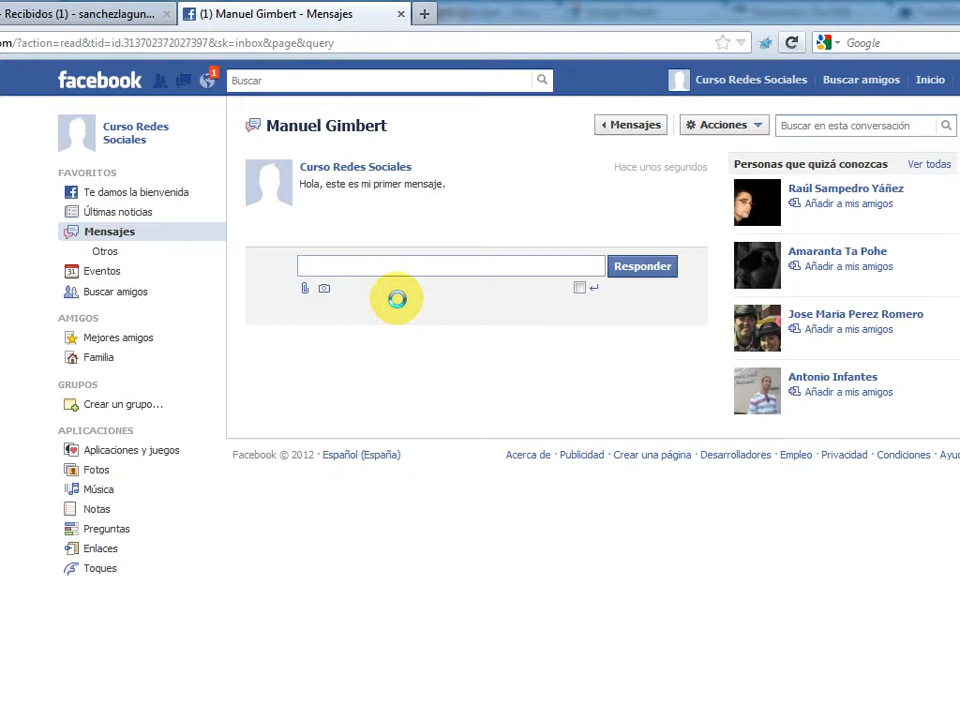 Recibidos (1) - sanchezlagun...
(1) Manuel Gimbert - Mensajes
om/?action=read&tid=id.313702372027397&sk=inbox&page&query
Google
facebook
1
Buscar
Curso Redes Sociales
Buscar amigos
Inicio
Curso Redes
Sociales
FAVORITOS
Te damos la bienvenida
Últimas noticias
Mensajes
Otros
31 Eventos
Buscar amigos
AMIGOS
Mejores amigos
Familia
GRUPOS
Crear un grupo...
APLICACIONES
Aplicaciones y juegos
Fotos
Música
Notas
Preguntas
Enlaces
Toques
Manuel Gimbert
Mensajes
Acciones
Buscar en esta conversación
Curso Redes Sociales
Hace unos segundos
Hola, este es mi primer mensaje.
Responder
Personas que quizá conozcas
Ver todas
Raúl Sampedro Yáñez
Añadir a mis amigos
Amaranta Ta Pohe
Añadir a mis amigos
Jose Maria Perez Romero
Añadir a mis amigos
Antonio Infantes
Añadir a mis amigos
Facebook © 2012 · Español (España)
Acerca de · Publicidad · Crear una página · Desarrolladores · Empleo · Privacidad · Condiciones · Ayu